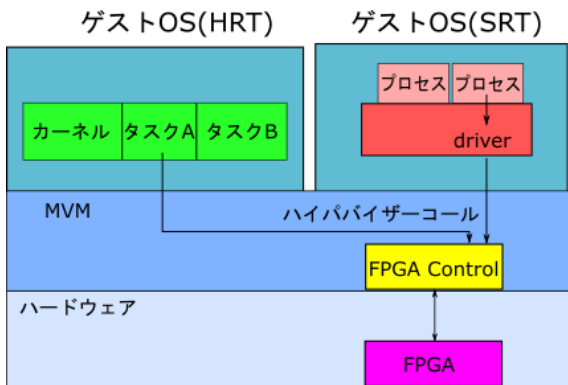 ゲストOS(HRT)
ゲストOS(SRT)
プロセス
プロセス
カーネル
タスクA
タスクB
driver
MVM
ハイパバイザーコール
FPGA Control
ハードウェア
FPGA